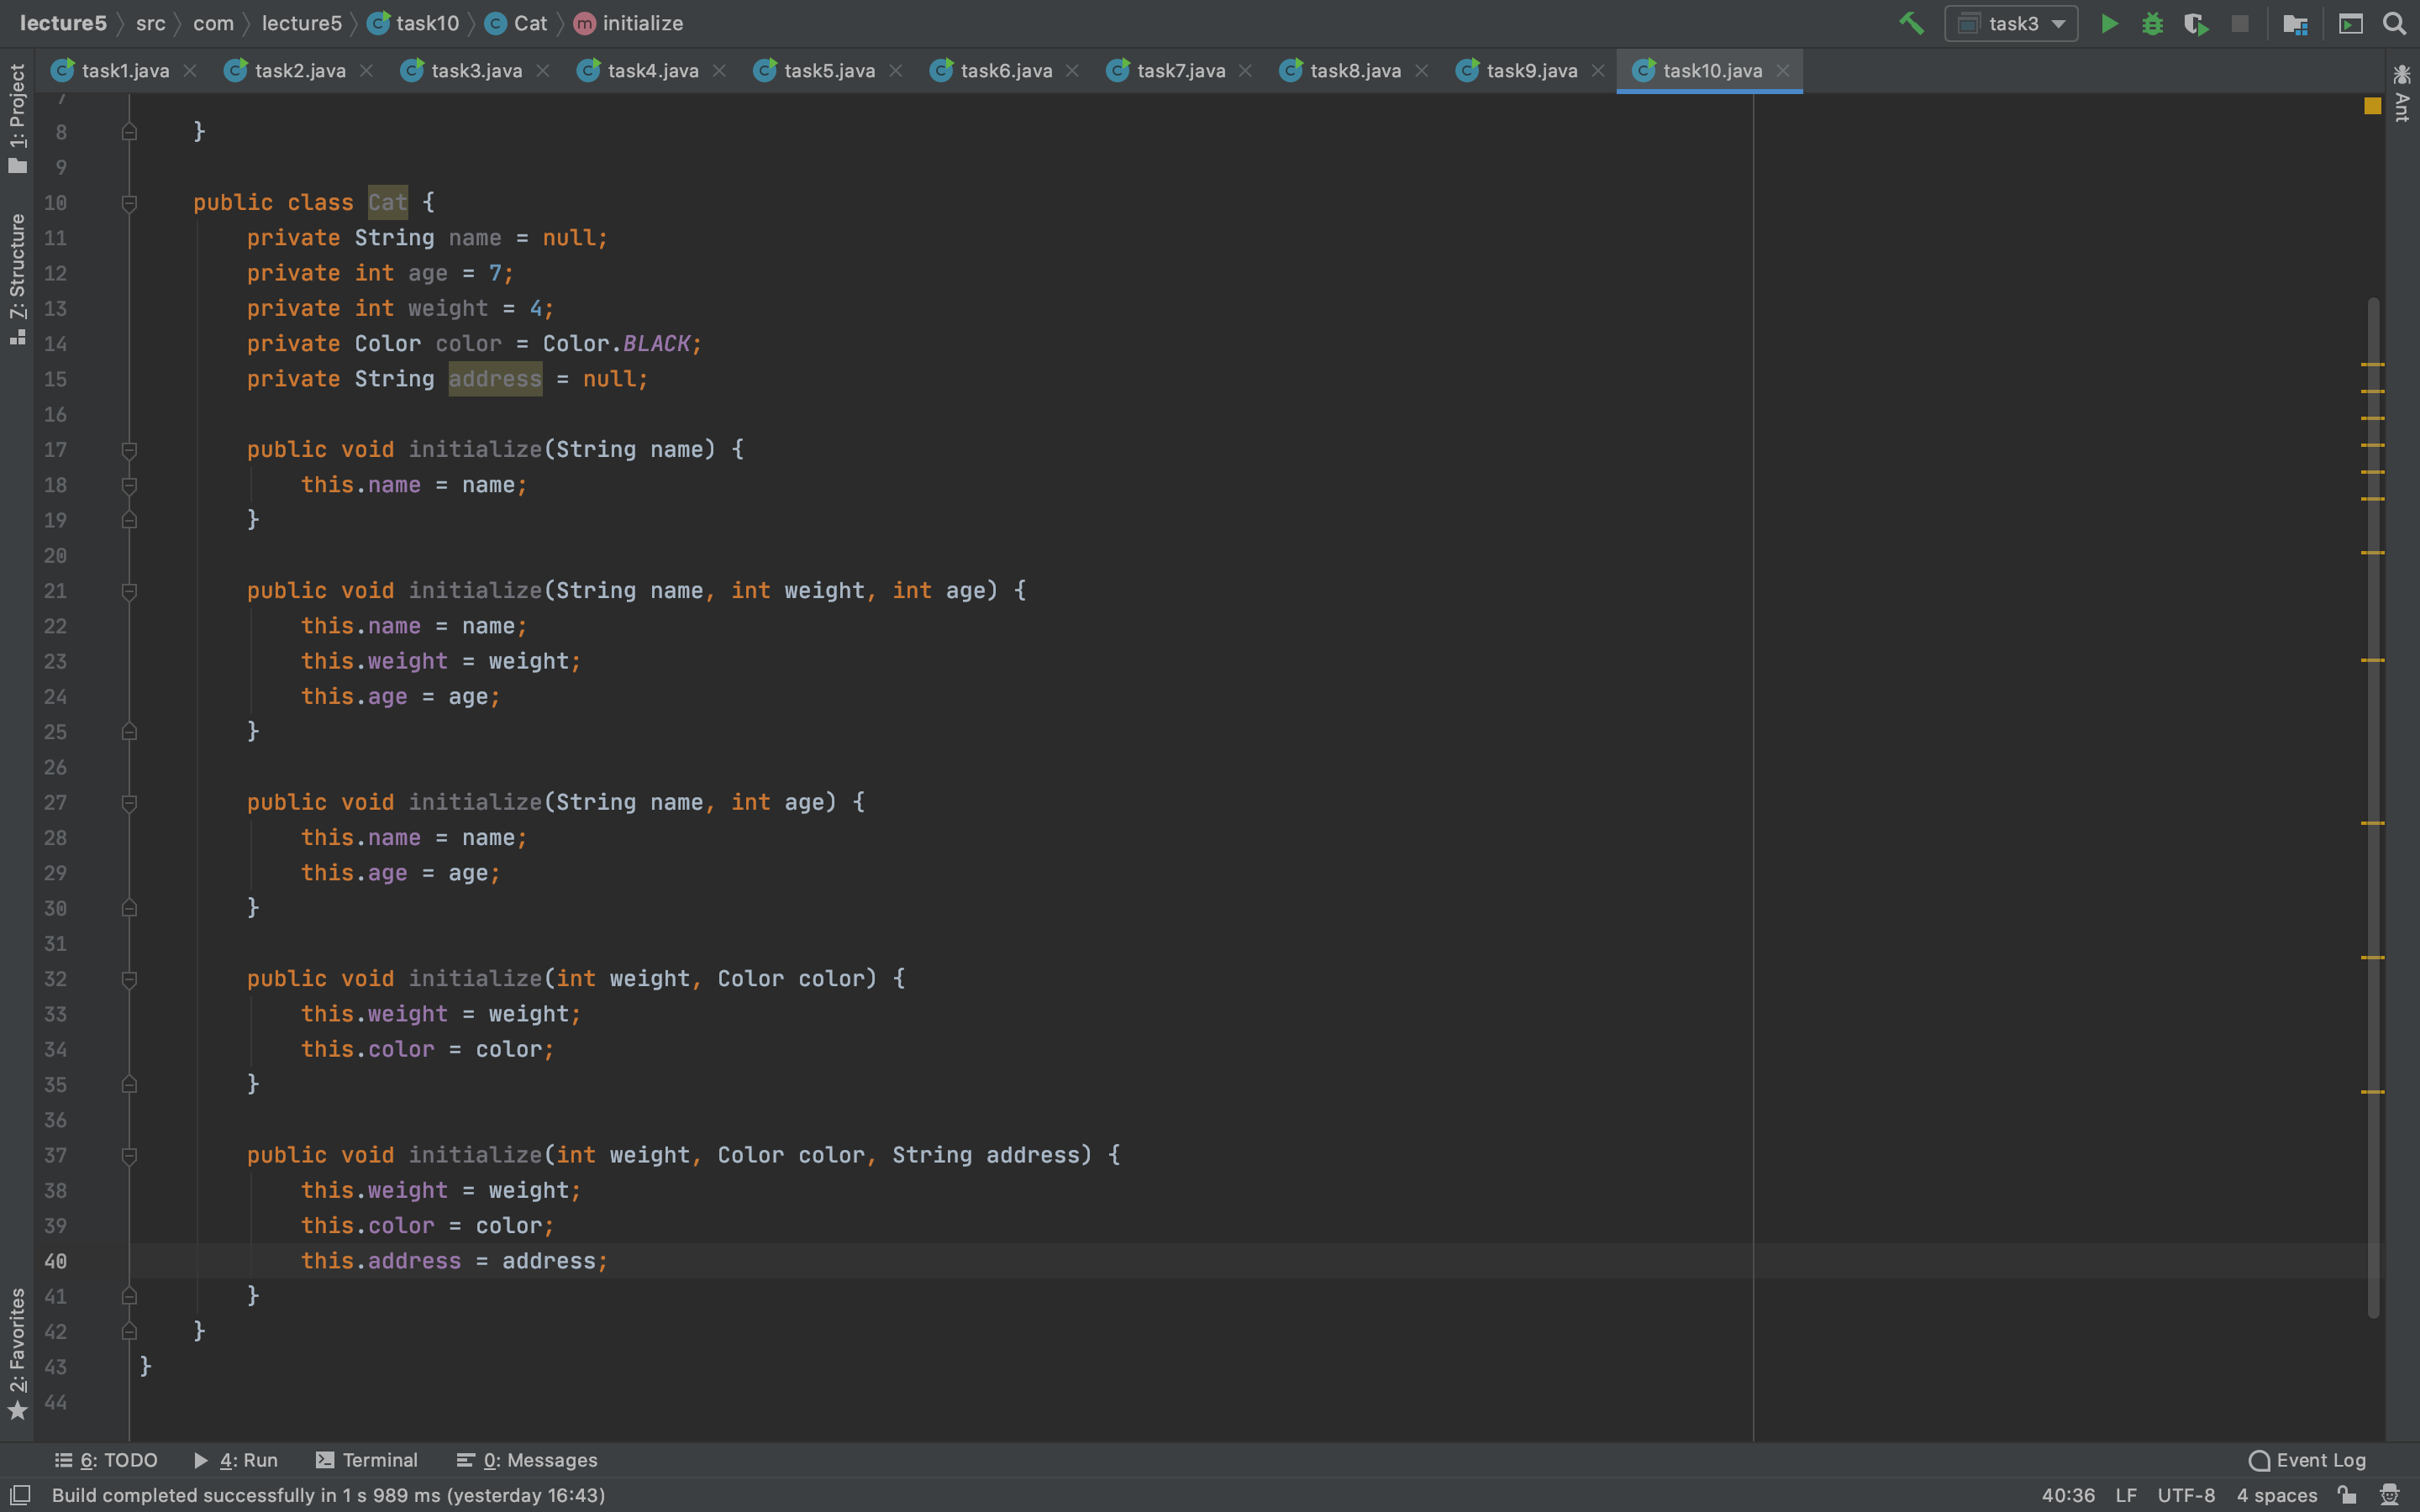 lecture5 src com lecture5 task10 Cat initialize task3
task1.java task2.java task3.java task4.java task5.java task6.java task7.java task8.java task9.java task10.java
1: Project
7: Structure
2: Favorites
Ant
7
8 }
9
10 public class Cat {
11 private String name = null;
12 private int age = 7;
13 private int weight = 4;
14 private Color color = Color.BLACK;
15 private String address = null;
16
17 public void initialize(String name) {
18 this.name = name;
19 }
20
21 public void initialize(String name, int weight, int age) {
22 this.name = name;
23 this.weight = weight;
24 this.age = age;
25 }
26
27 public void initialize(String name, int age) {
28 this.name = name;
29 this.age = age;
30 }
31
32 public void initialize(int weight, Color color) {
33 this.weight = weight;
34 this.color = color;
35 }
36
37 public void initialize(int weight, Color color, String address) {
38 this.weight = weight;
39 this.color = color;
40 this.address = address;
41 }
42 }
43 }
44
6: TODO 4: Run Terminal 0: Messages Event Log
Build completed successfully in 1 s 989 ms (yesterday 16:43) 40:36 LF UTF-8 4 spaces